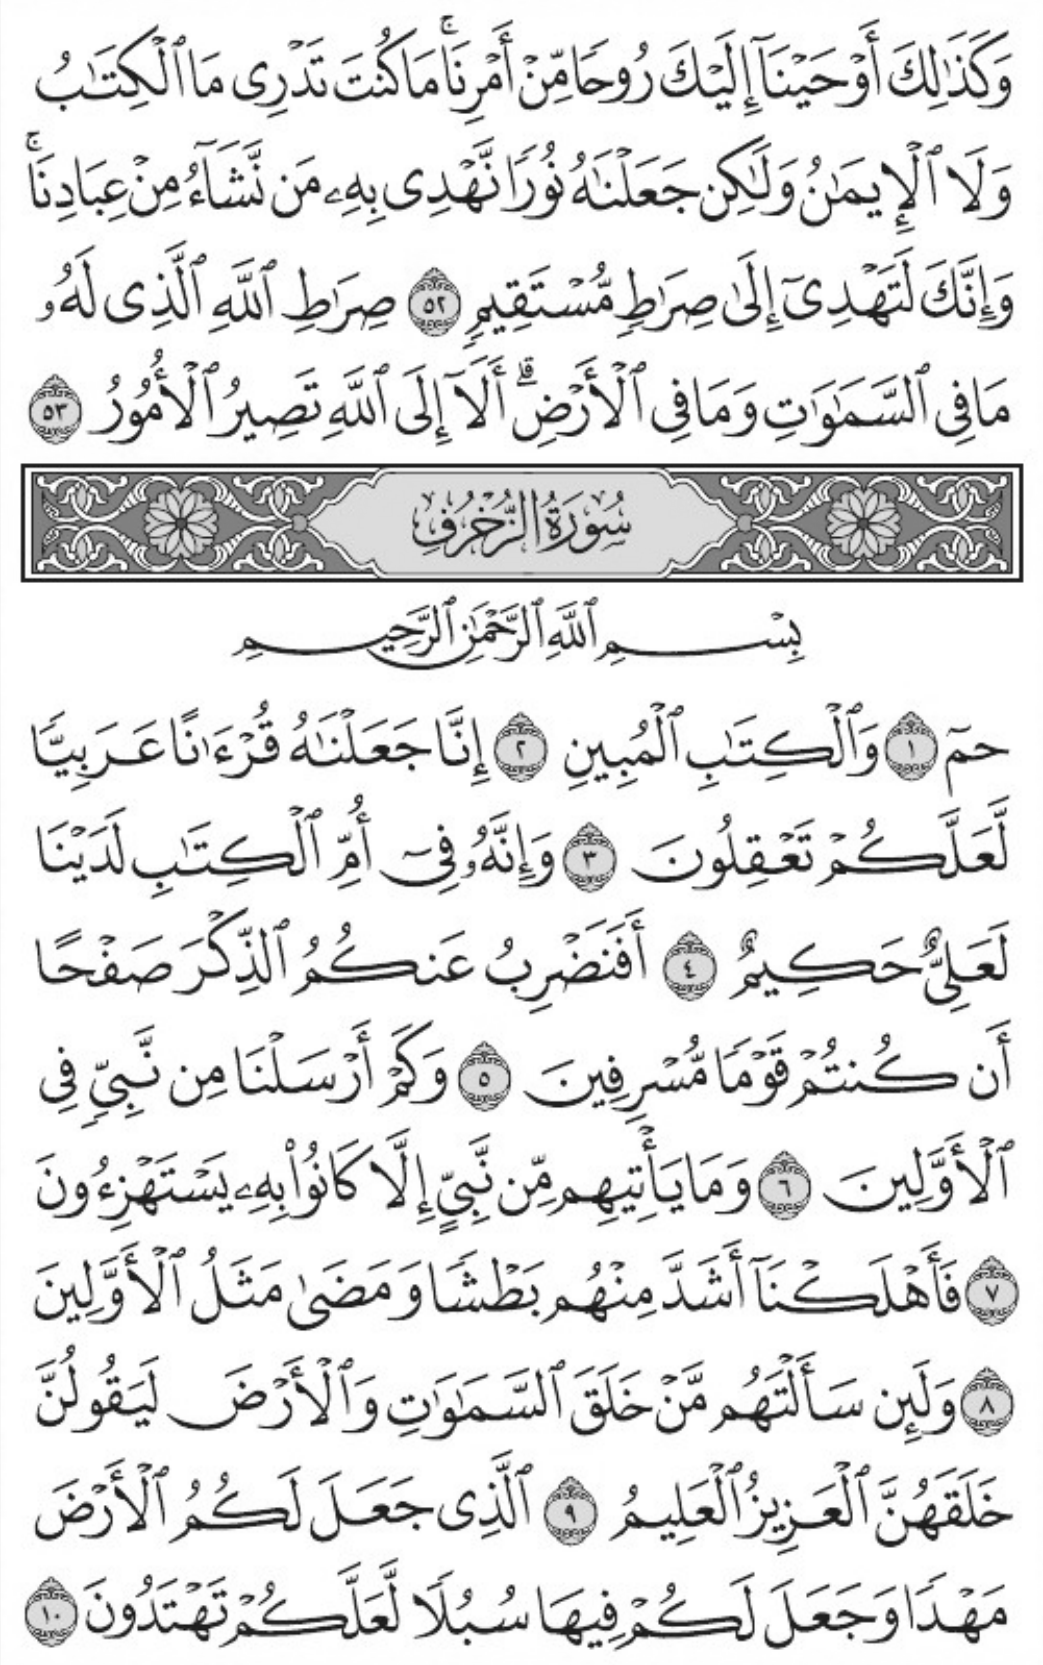 وَكَذَٰلِكَ أَوْحَيْنَآ إِلَيْكَ رُوحًا مِّنْ أَمْرِنَا ۚ مَا كُنتَ تَدْرِى مَا ٱلْكِتَـٰبُ
وَلَا ٱلْإِيمَـٰنُ وَلَـٰكِن جَعَلْنَـٰهُ نُورًا نَّهْدِى بِهِۦ مَن نَّشَآءُ مِنْ عِبَادِنَا ۚ
وَإِنَّكَ لَتَهْدِىٓ إِلَىٰ صِرَٰطٍ مُّسْتَقِيمٍ ٥٢ صِرَٰطِ ٱللَّهِ ٱلَّذِى لَهُۥ
مَا فِى ٱلسَّمَـٰوَٰتِ وَمَا فِى ٱلْأَرْضِ ۗ أَلَآ إِلَى ٱللَّهِ تَصِيرُ ٱلْأُمُورُ ٥٣
سُورَةُ الزُّخْرُفِ
بِسْمِ ٱللَّهِ ٱلرَّحْمَـٰنِ ٱلرَّحِيمِ
حمٓ ١ وَٱلْكِتَـٰبِ ٱلْمُبِينِ ٢ إِنَّا جَعَلْنَـٰهُ قُرْءَٰنًا عَرَبِيًّا
لَّعَلَّكُمْ تَعْقِلُونَ ٣ وَإِنَّهُۥ فِىٓ أُمِّ ٱلْكِتَـٰبِ لَدَيْنَا
لَعَلِىٌّ حَكِيمٌ ٤ أَفَنَضْرِبُ عَنكُمُ ٱلذِّكْرَ صَفْحًا
أَن كُنتُمْ قَوْمًا مُّسْرِفِينَ ٥ وَكَمْ أَرْسَلْنَا مِن نَّبِىٍّ فِى
ٱلْأَوَّلِينَ ٦ وَمَا يَأْتِيهِم مِّن نَّبِىٍّ إِلَّا كَانُوا۟ بِهِۦ يَسْتَهْزِءُونَ
٧ فَأَهْلَكْنَآ أَشَدَّ مِنْهُم بَطْشًا وَمَضَىٰ مَثَلُ ٱلْأَوَّلِينَ
٨ وَلَئِن سَأَلْتَهُم مَّنْ خَلَقَ ٱلسَّمَـٰوَٰتِ وَٱلْأَرْضَ لَيَقُولُنَّ
خَلَقَهُنَّ ٱلْعَزِيزُ ٱلْعَلِيمُ ٩ ٱلَّذِى جَعَلَ لَكُمُ ٱلْأَرْضَ
مَهْدًا وَجَعَلَ لَكُمْ فِيهَا سُبُلًا لَّعَلَّكُمْ تَهْتَدُونَ ١٠